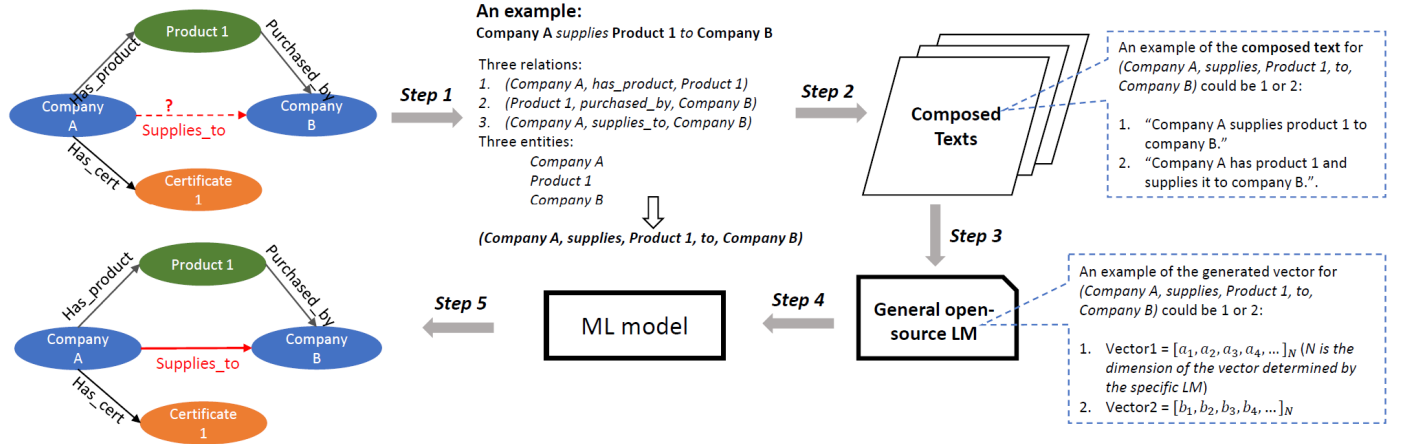 Product 1
Has_product
Purchased_by
Company
A
?
Supplies_to
Company
B
Has_cert
Certificate
1
Step 1
An example:
Company A supplies Product 1 to Company B
Three relations:
1. (Company A, has_product, Product 1)
2. (Product 1, purchased_by, Company B)
3. (Company A, supplies_to, Company B)
Three entities:
Company A
Product 1
Company B
(Company A, supplies, Product 1, to, Company B)
Step 2
Composed
Texts
An example of the composed text for
(Company A, supplies, Product 1, to,
Company B) could be 1 or 2:
1. “Company A supplies product 1 to
company B.”
2. “Company A has product 1 and
supplies it to company B.”.
Step 3
General open-
source LM
An example of the generated vector for
(Company A, supplies, Product 1, to,
Company B) could be 1 or 2:
1. Vector1 = [a₁, a₂, a₃, a₄, … ]_N (N is the
dimension of the vector determined by
the specific LM)
2. Vector2 = [b₁, b₂, b₃, b₄, … ]_N
Step 4
ML model
Step 5
Product 1
Has_product
Purchased_by
Company
A
Supplies_to
Company
B
Has_cert
Certificate
1